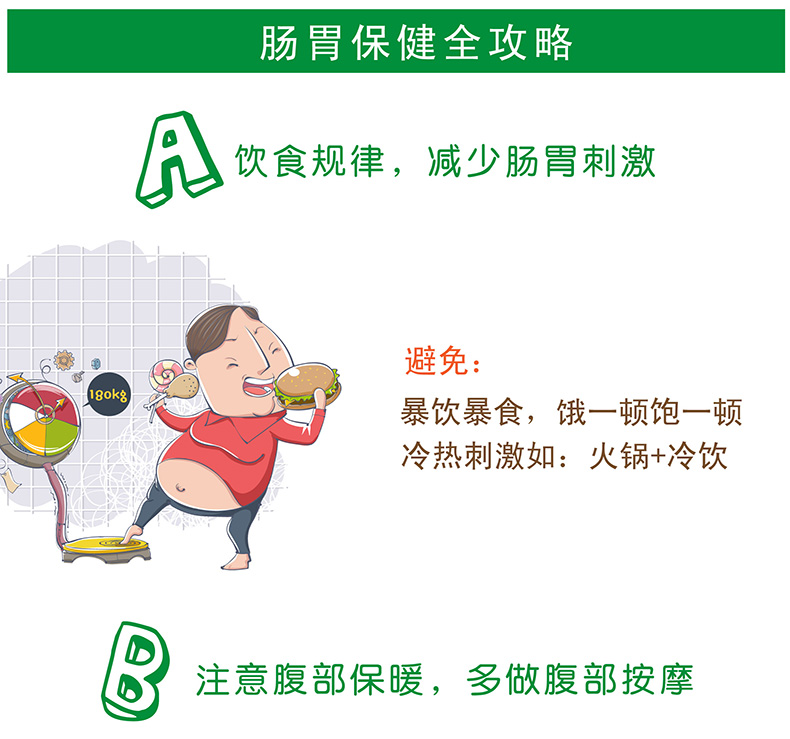 肠胃保健全攻略
A 饮食规律，减少肠胃刺激
180kg
避免：
暴饮暴食，饿一顿饱一顿
冷热刺激如：火锅+冷饮
B 注意腹部保暖，多做腹部按摩